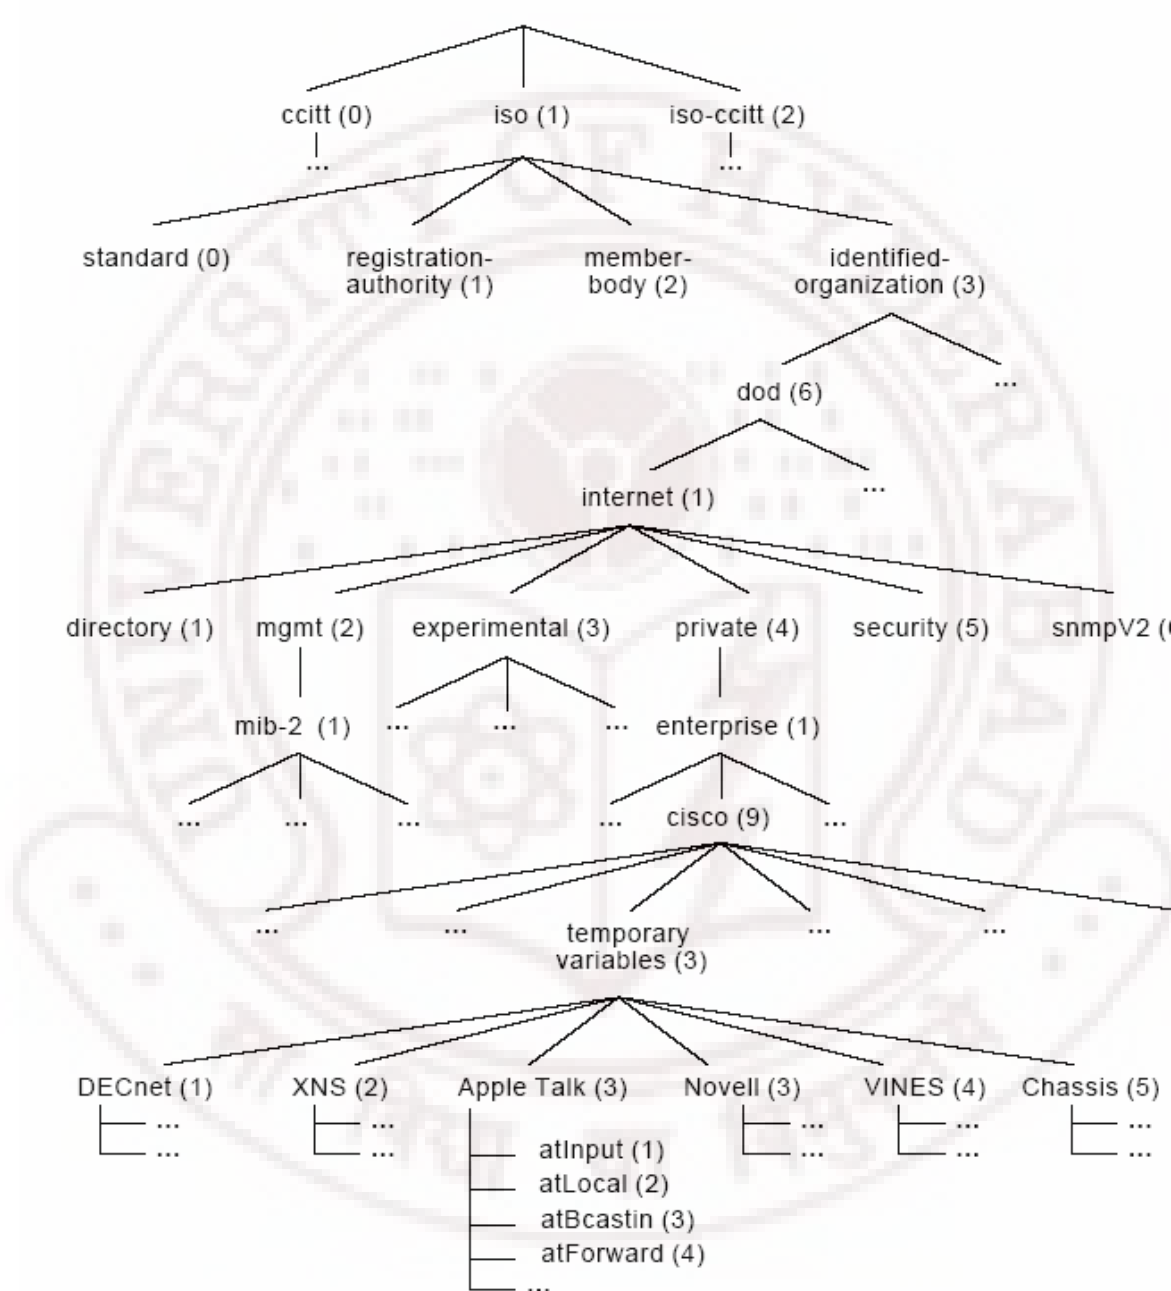 ccitt (0) iso (1) iso-ccitt (2)
... ...
standard (0) registration- member- identified-
authority (1) body (2) organization (3)
dod (6) ...
internet (1) ...
directory (1) mgmt (2) experimental (3) private (4) security (5) snmpV2 (
mib-2 (1) ... ... ... enterprise (1)
... ... ... ... cisco (9) ...
... ... temporary ... ...
variables (3)
DECnet (1) XNS (2) Apple Talk (3) Novell (3) VINES (4) Chassis (5)
... ... ... ... ...
... ... ... ... ...
atInput (1)
atLocal (2)
atBcastin (3)
atForward (4)
...
UNIVERSITY OF HYDERABAD